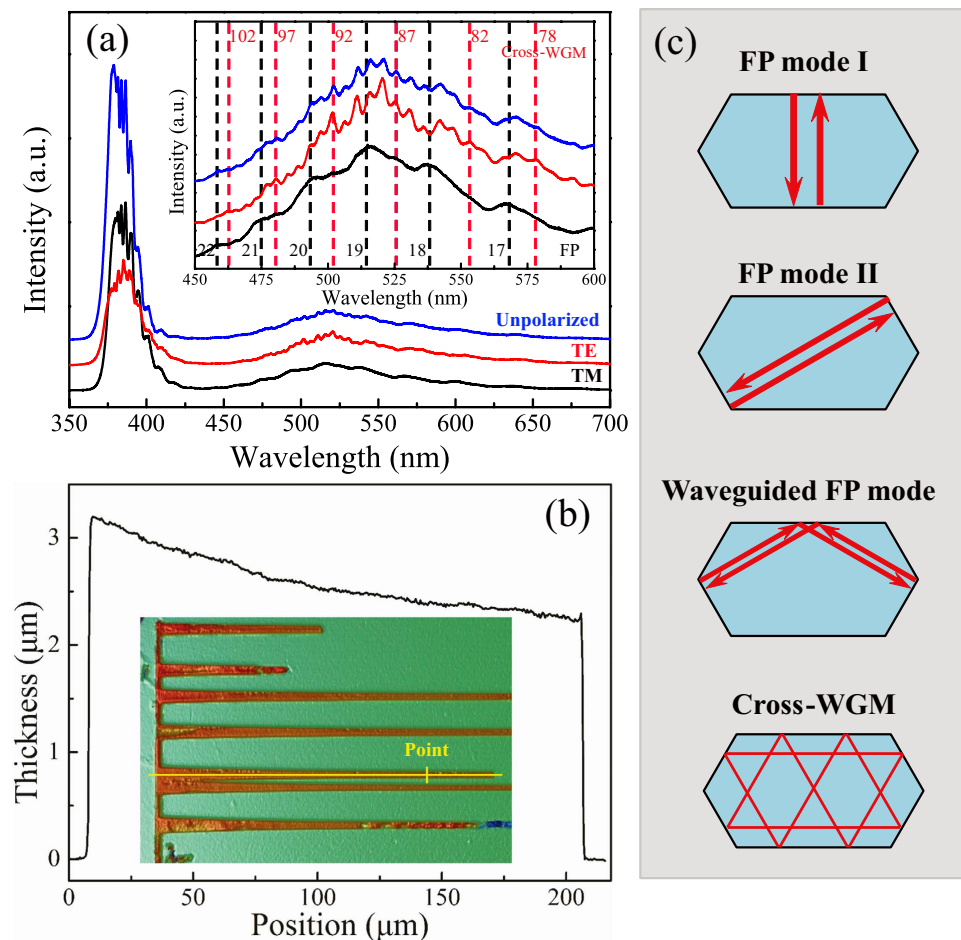 (a)
102 97 92 87 82 78
Cross-WGM
Intensity (a.u.)
22 21 20 19 18 17 FP
450 475 500 525 550 575 600
Wavelength (nm)
Intensity (a.u.)
Unpolarized
TE
TM
350 400 450 500 550 600 650 700
Wavelength (nm)
(b)
3
2
1
0
Thickness (μm)
Point
0 50 100 150 200
Position (μm)
(c)
FP mode I
FP mode II
Waveguided FP mode
Cross-WGM